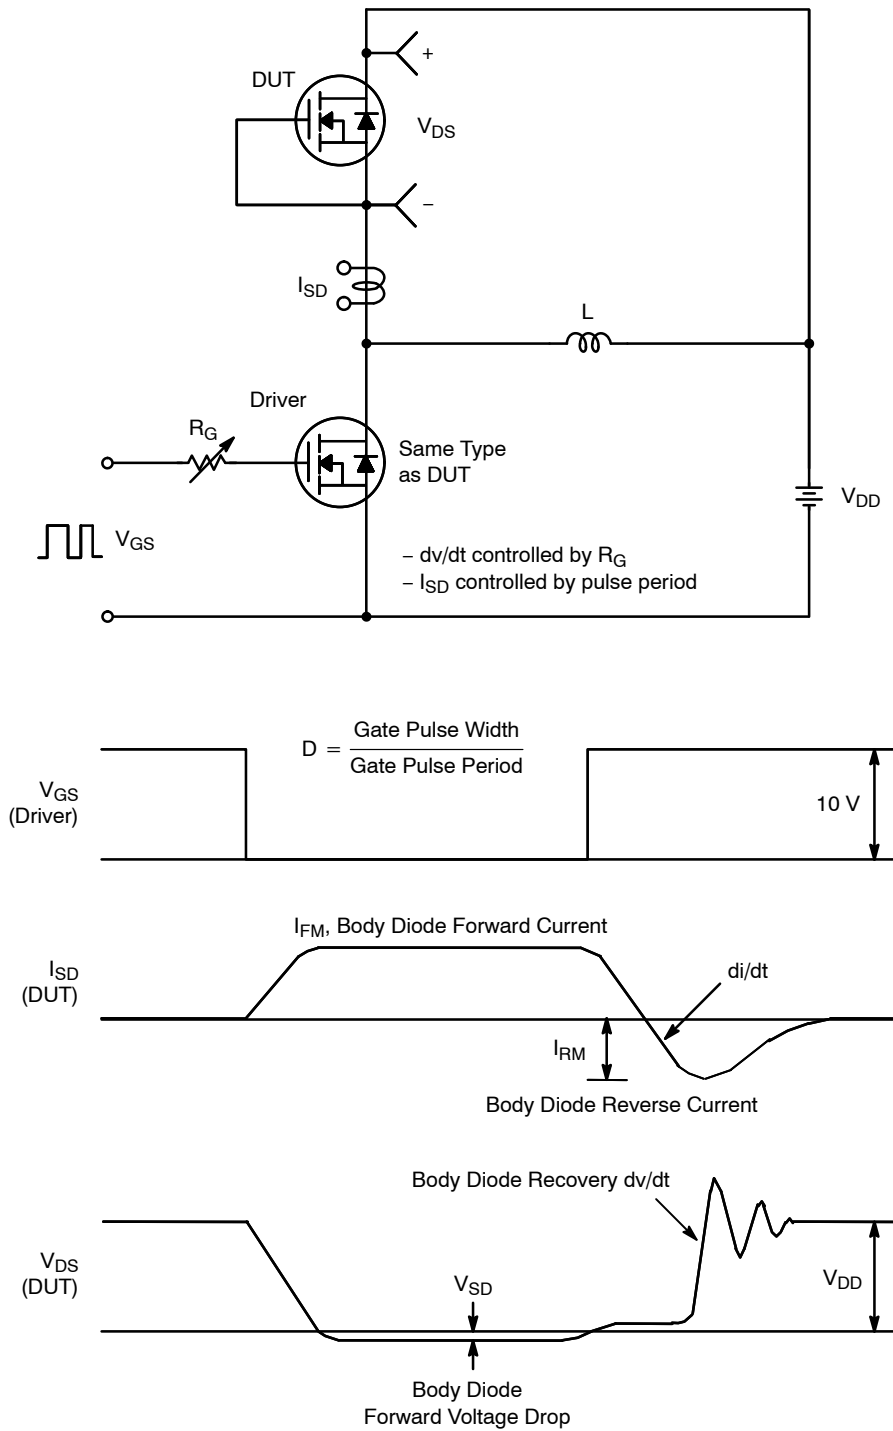 +
DUT
V_DS
−
I_SD
L
Driver
R_G
Same Type
as DUT
V_DD
V_GS
− dv/dt controlled by R_G
− I_SD controlled by pulse period
D = Gate Pulse Width
Gate Pulse Period
V_GS
(Driver)
10 V
I_FM, Body Diode Forward Current
I_SD
(DUT)
di/dt
I_RM
Body Diode Reverse Current
Body Diode Recovery dv/dt
V_DS
(DUT)
V_SD
V_DD
Body Diode
Forward Voltage Drop